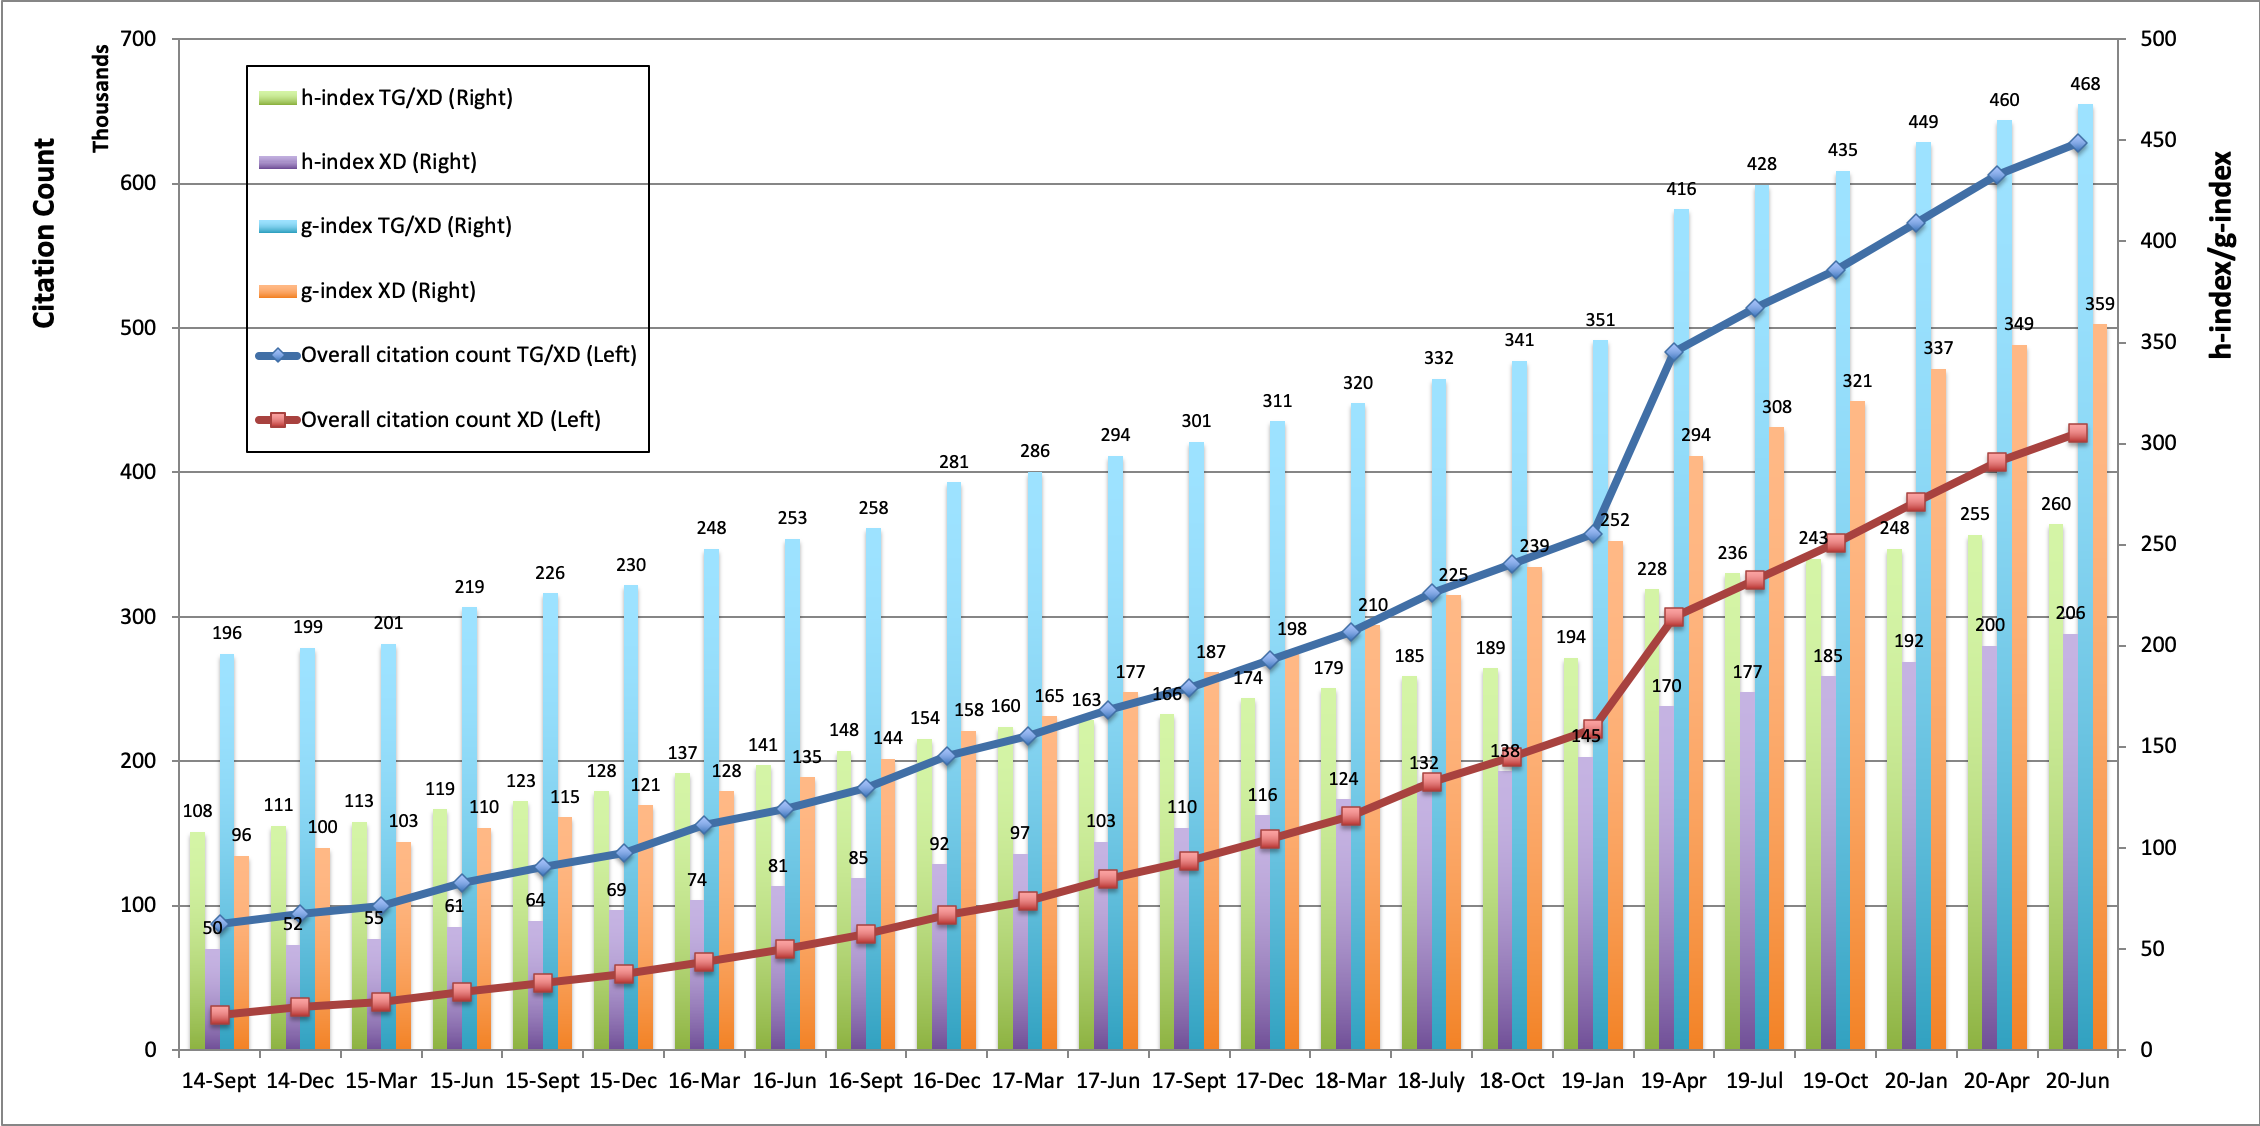 Citation Count
Thousands
700
600
500
400
300
200
100
0
h-index TG/XD (Right)
h-index XD (Right)
g-index TG/XD (Right)
g-index XD (Right)
Overall citation count TG/XD (Left)
Overall citation count XD (Left)
108 111 113 119 123 128 137 141 148 154 160 163 166 174 179 185 189 194 228 236 243 248 255 260
50 52 55 61 64 69 74 81 85 92 97 103 110 116 124 132 138 145 170 177 185 192 200 206
196 199 201 219 226 230 248 253 258 281 286 294 301 311 320 332 341 351 416 428 435 449 460 468
96 100 103 110 115 121 128 135 144 158 165 177 187 198 210 225 239 252 294 308 321 337 349 359
14-Sept 14-Dec 15-Mar 15-Jun 15-Sept 15-Dec 16-Mar 16-Jun 16-Sept 16-Dec 17-Mar 17-Jun 17-Sept 17-Dec 18-Mar 18-July 18-Oct 19-Jan 19-Apr 19-Jul 19-Oct 20-Jan 20-Apr 20-Jun
500
450
400
350
300
250
200
150
100
50
0
h-index/g-index